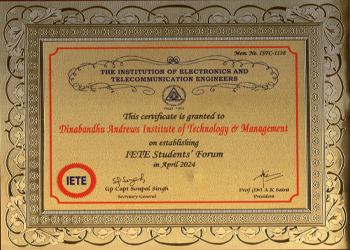 Mem. No. ISFC-1158
THE INSTITUTION OF ELECTRONICS AND
TELECOMMUNICATION ENGINEERS
This certificate is granted to
Dinabandhu Andrews Institute of Technology & Management
on establishing
IETE Students' Forum
in April 2024
IETE
Gp Capt Sonpal Singh
Secretary General
Prof (Dr) A K Saini
President